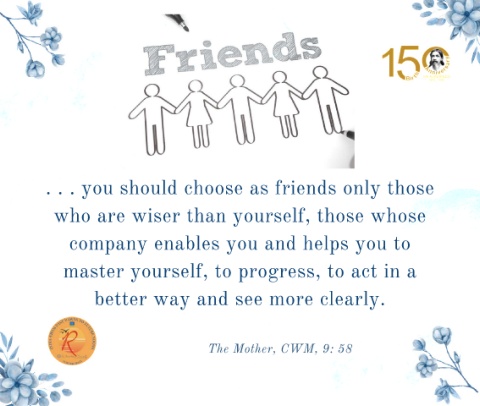 Friends
150
. . . you should choose as friends only those
who are wiser than yourself, those whose
company enables you and helps you to
master yourself, to progress, to act in a
better way and see more clearly.
The Mother, CWM, 9: 58